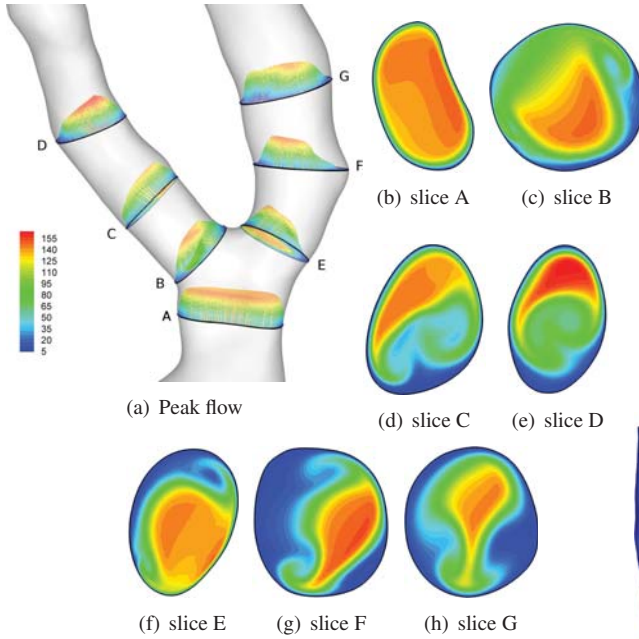 G
D
F
C
E
B
A
155
140
125
110
95
80
65
50
35
20
5
(a) Peak flow
(b) slice A
(c) slice B
(d) slice C
(e) slice D
(f) slice E
(g) slice F
(h) slice G